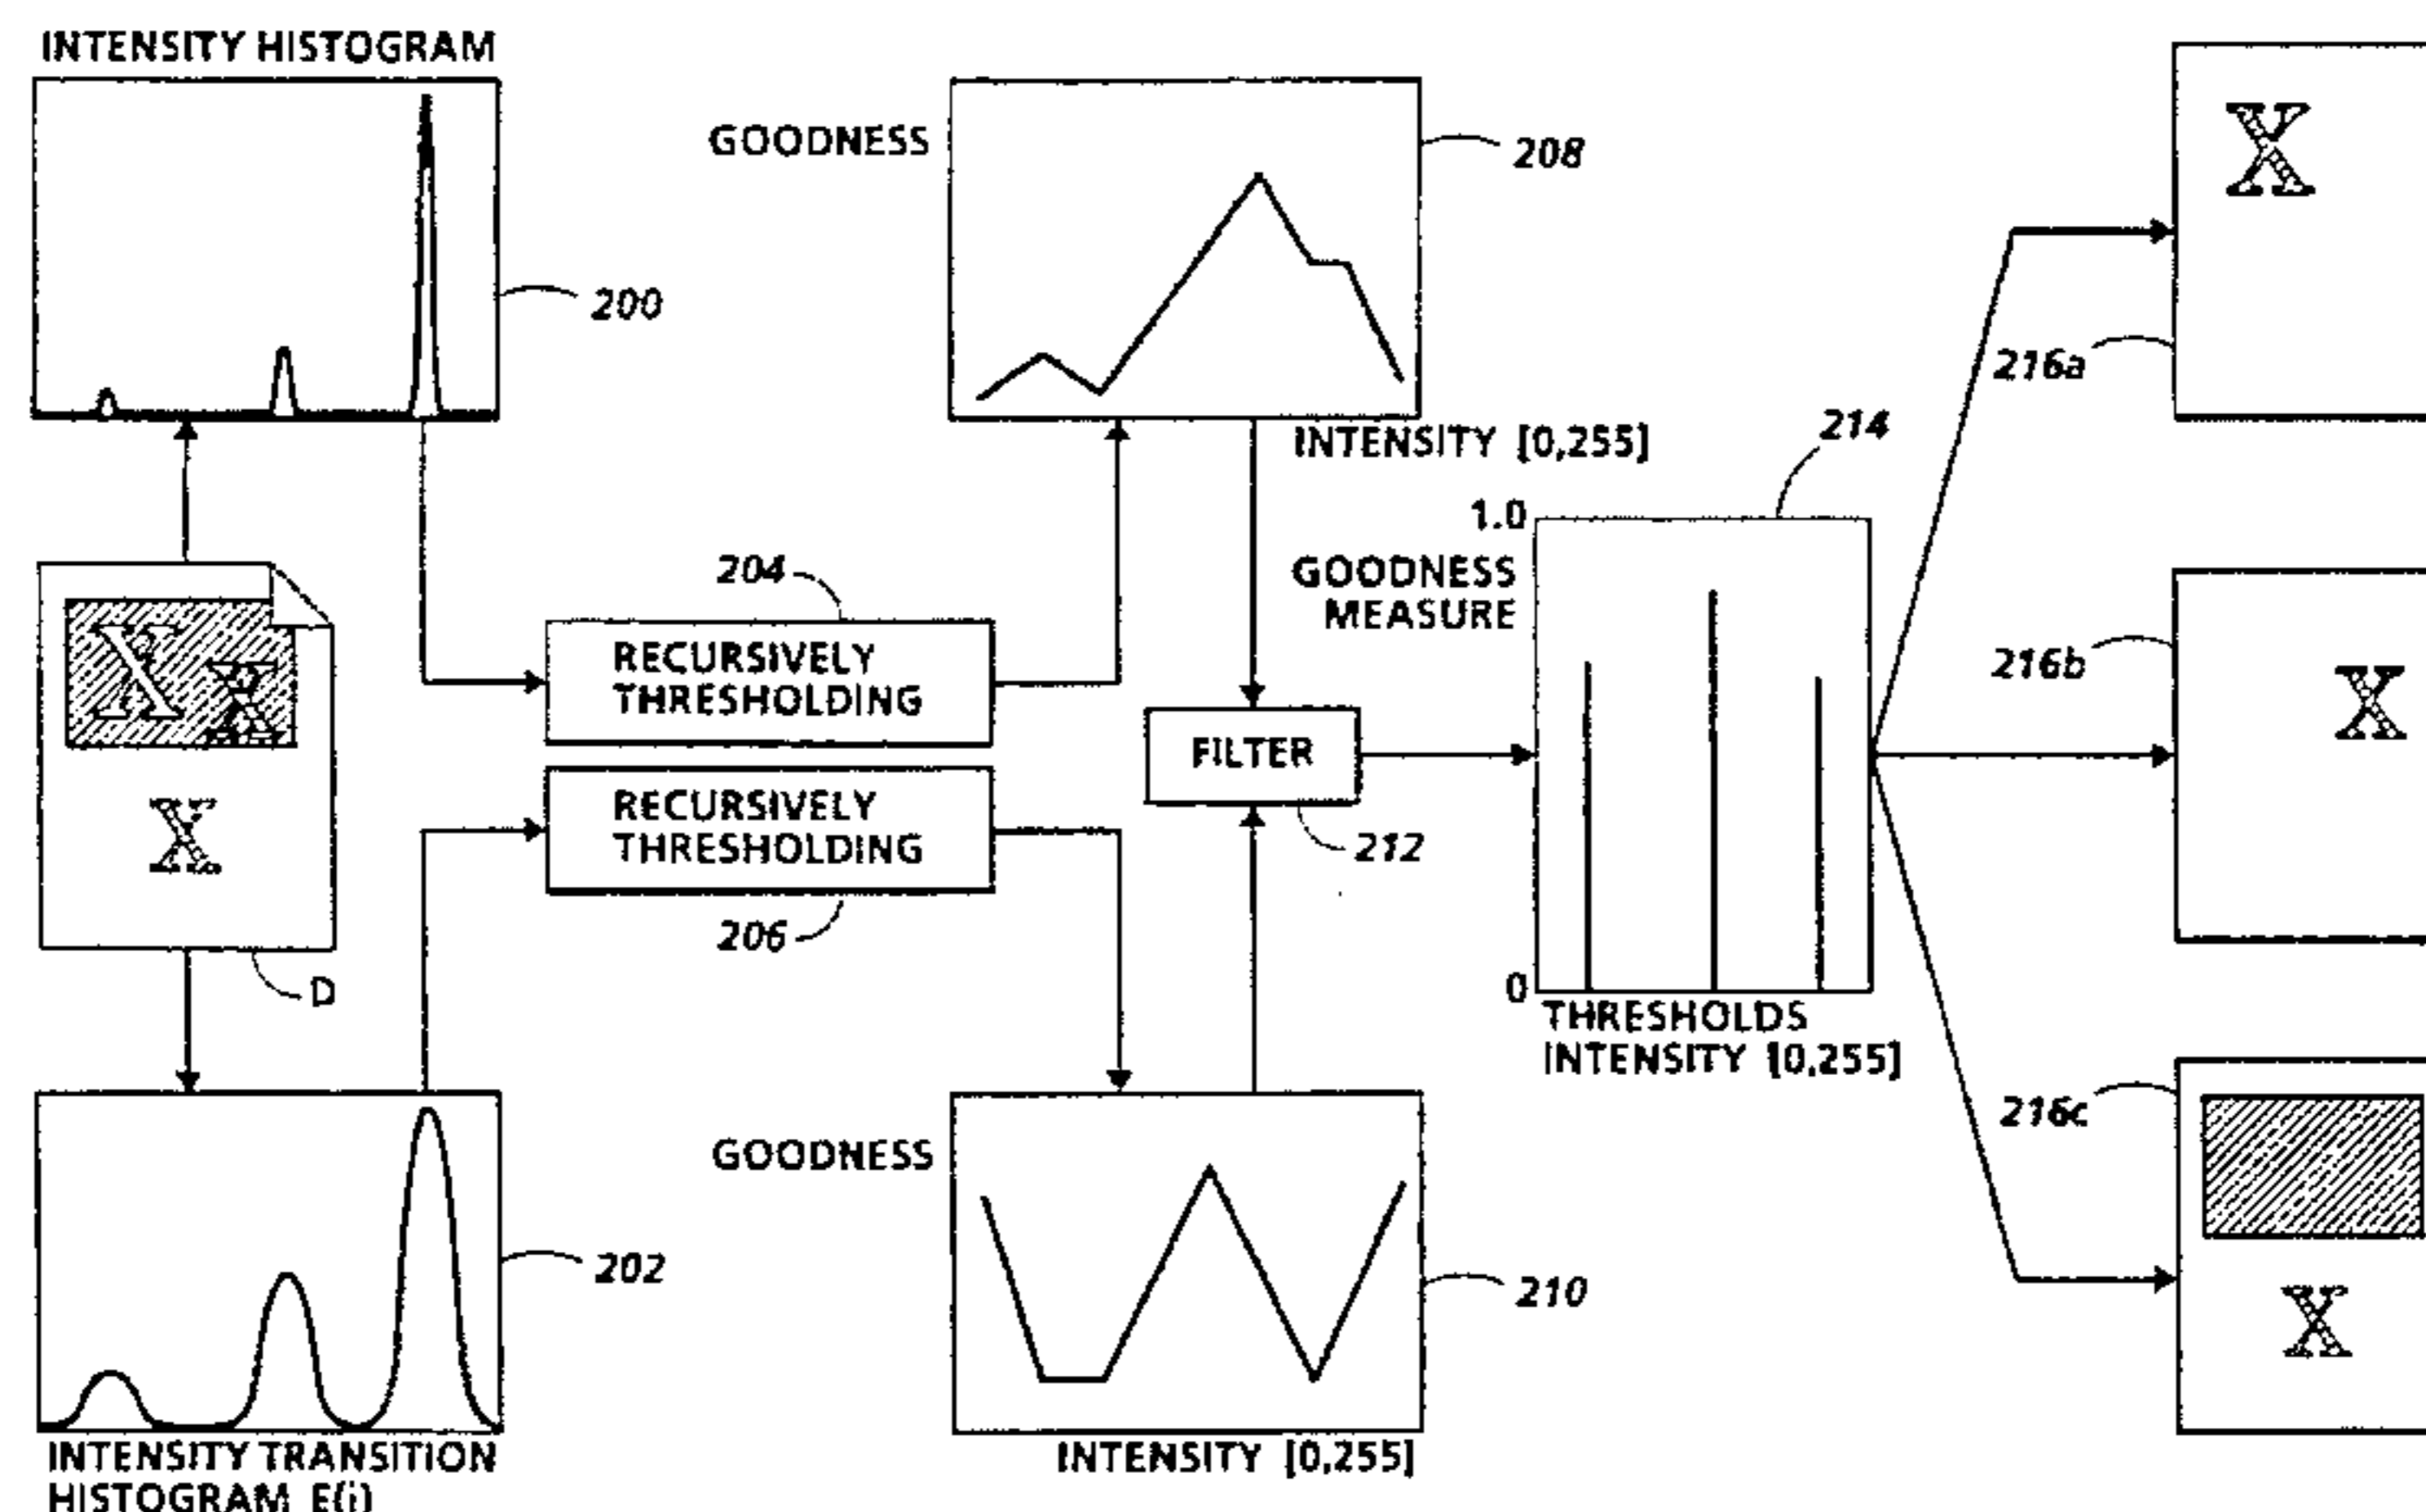 INTENSITY HISTOGRAM
200
GOODNESS
208
INTENSITY [0,255]
X
216a
204
RECURSIVELY
THRESHOLDING
X
X
X
D
RECURSIVELY
THRESHOLDING
206
FILTER
212
214
1.0
GOODNESS
MEASURE
0
THRESHOLDS
INTENSITY [0,255]
216b
X
202
INTENSITY TRANSITION
HISTOGRAM E(i)
GOODNESS
210
INTENSITY [0,255]
216c
X